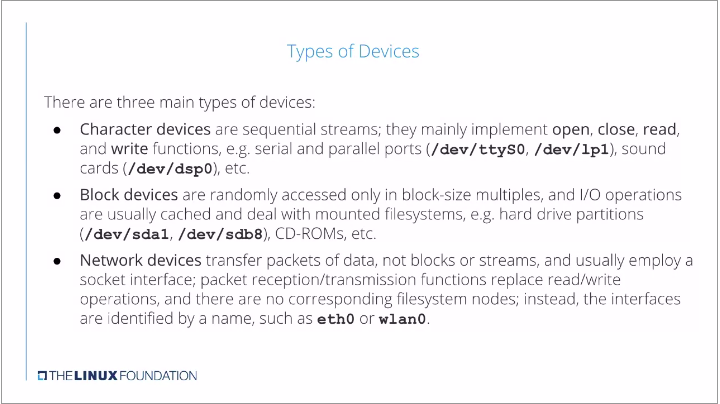 Types of Devices
There are three main types of devices:
● Character devices are sequential streams; they mainly implement open, close, read,
and write functions, e.g. serial and parallel ports (/dev/ttyS0, /dev/lp1), sound
cards (/dev/dsp0), etc.
● Block devices are randomly accessed only in block-size multiples, and I/O operations
are usually cached and deal with mounted filesystems, e.g. hard drive partitions
(/dev/sda1, /dev/sdb8), CD-ROMs, etc.
● Network devices transfer packets of data, not blocks or streams, and usually employ a
socket interface; packet reception/transmission functions replace read/write
operations, and there are no corresponding filesystem nodes; instead, the interfaces
are identified by a name, such as eth0 or wlan0.
THE LINUX FOUNDATION